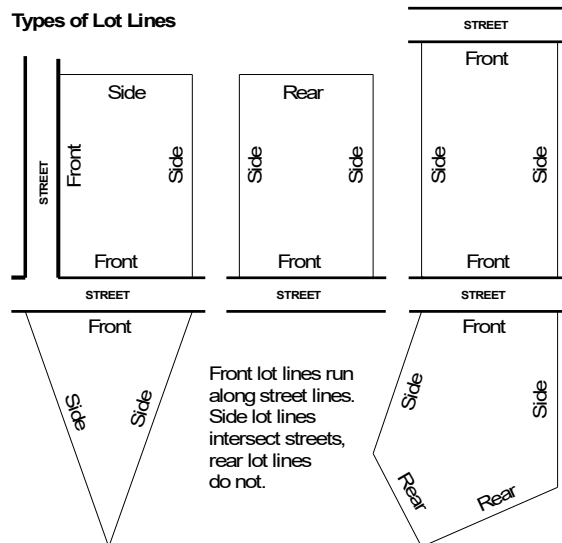 Types of Lot Lines
STREET
Front
Side
Rear
STREET
Front
Side
Side
Side
Side
Side
Front
Front
Front
STREET
STREET
STREET
Front
Front
Side
Side
Front lot lines run
along street lines.
Side lot lines
intersect streets,
rear lot lines
do not.
Side
Side
Rear
Rear